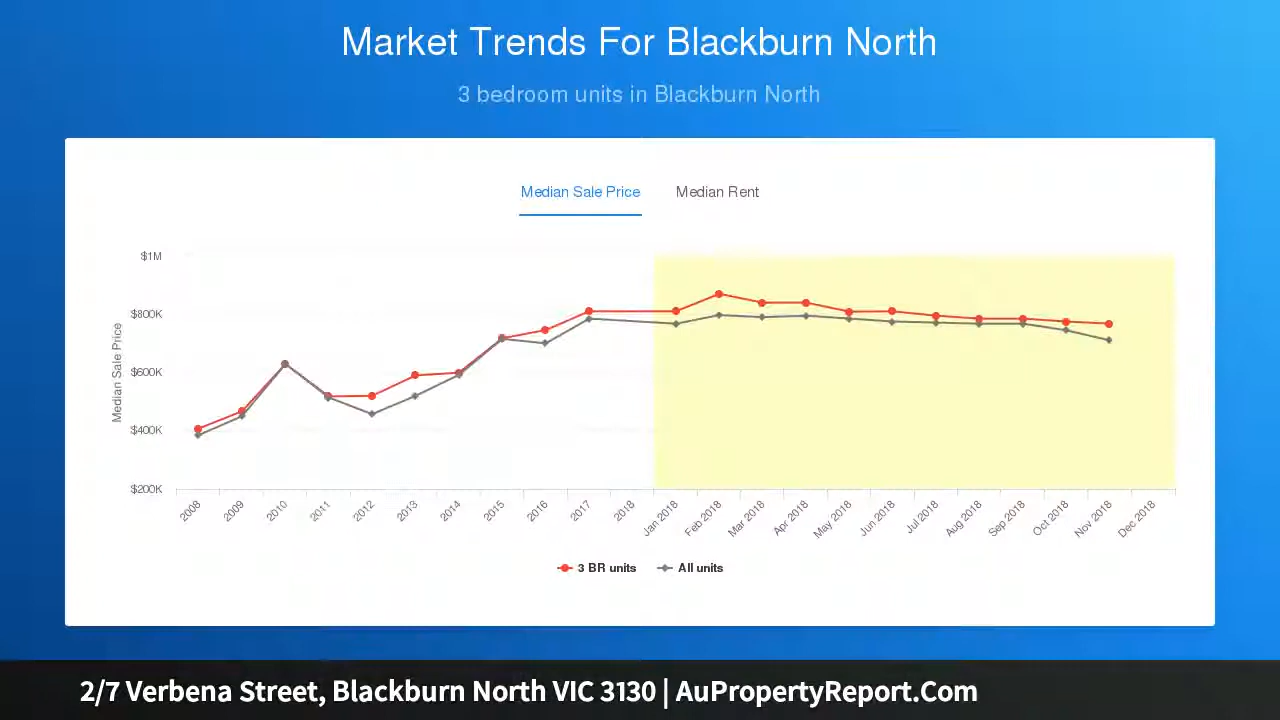 Market Trends For Blackburn North
3 bedroom units in Blackburn North
Median Sale Price Median Rent
$1M
$800K
$600K
$400K
$200K
Median Sale Price
2008 2009 2010 2011 2012 2013 2014 2015 2016 2017 2018 Jan 2018 Feb 2018 Mar 2018 Apr 2018 May 2018 Jun 2018 Jul 2018 Aug 2018 Sep 2018 Oct 2018 Nov 2018 Dec 2018
3 BR units All units
2/7 Verbena Street, Blackburn North VIC 3130 | AuPropertyReport.Com